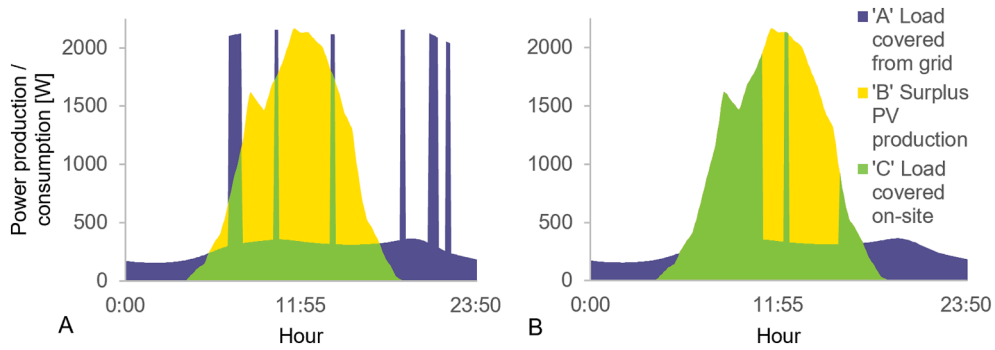 Power production /
consumption [W]
2000
1500
1000
500
0
0:00
11:55
23:50
Hour
A
2000
1500
1000
500
0
0:00
11:55
23:50
Hour
B
'A' Load
covered
from grid
'B' Surplus
PV
production
'C' Load
covered
on-site